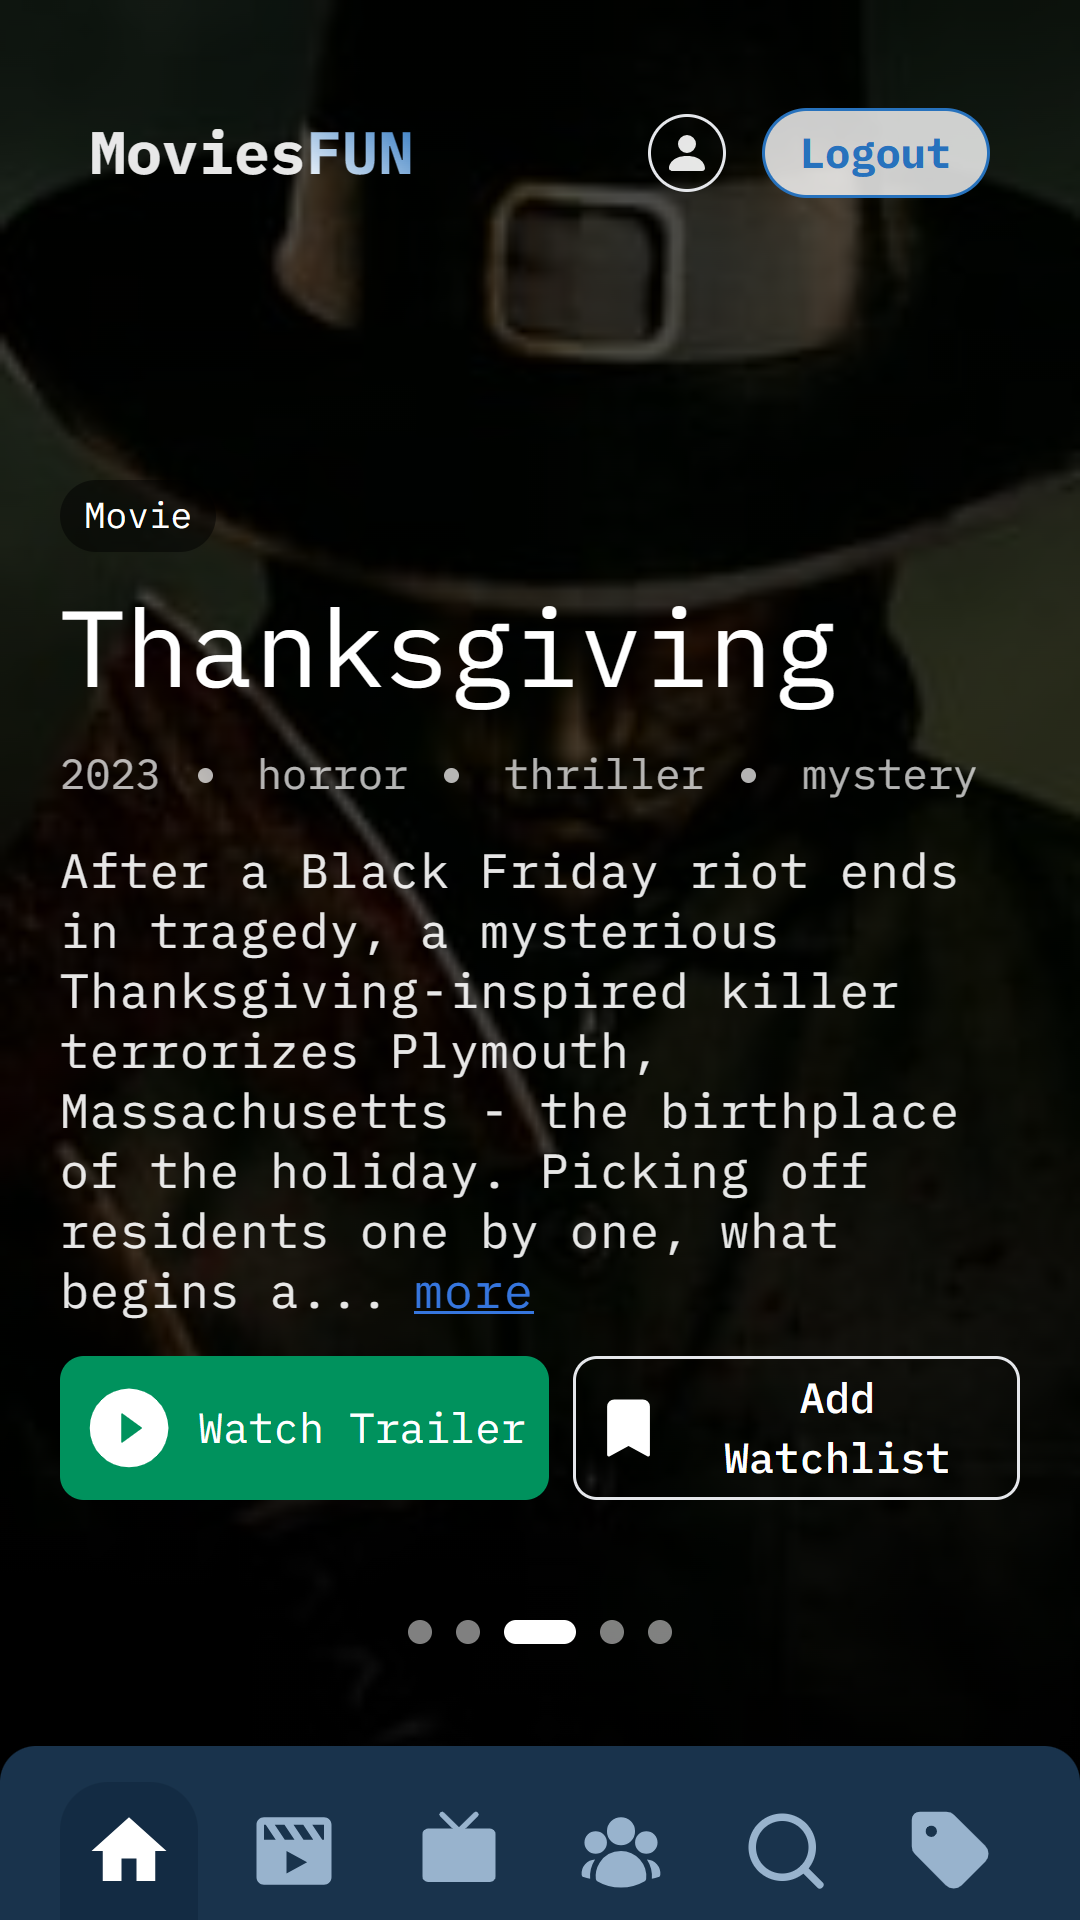 MoviesFUN
Logout
Movie
Thanksgiving
2023 • horror • thriller • mystery
After a Black Friday riot ends
in tragedy, a mysterious
Thanksgiving-inspired killer
terrorizes Plymouth,
Massachusetts - the birthplace
of the holiday. Picking off
residents one by one, what
begins a... more
Watch Trailer
Add
Watchlist